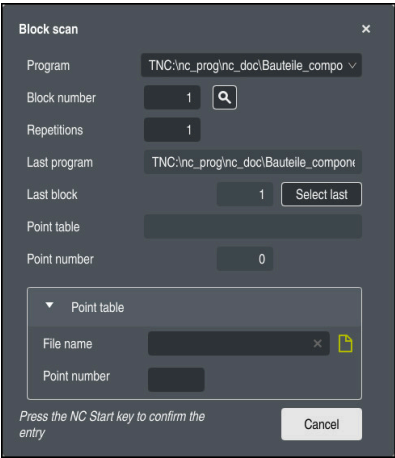 Block scan
Program TNC:\nc_prog\nc_doc\Bauteile_compo
Block number 1
Repetitions 1
Last program TNC:\nc_prog\nc_doc\Bauteile_compone
Last block 1 Select last
Point table
Point number 0
Point table
File name
Point number
Press the NC Start key to confirm the
entry
Cancel